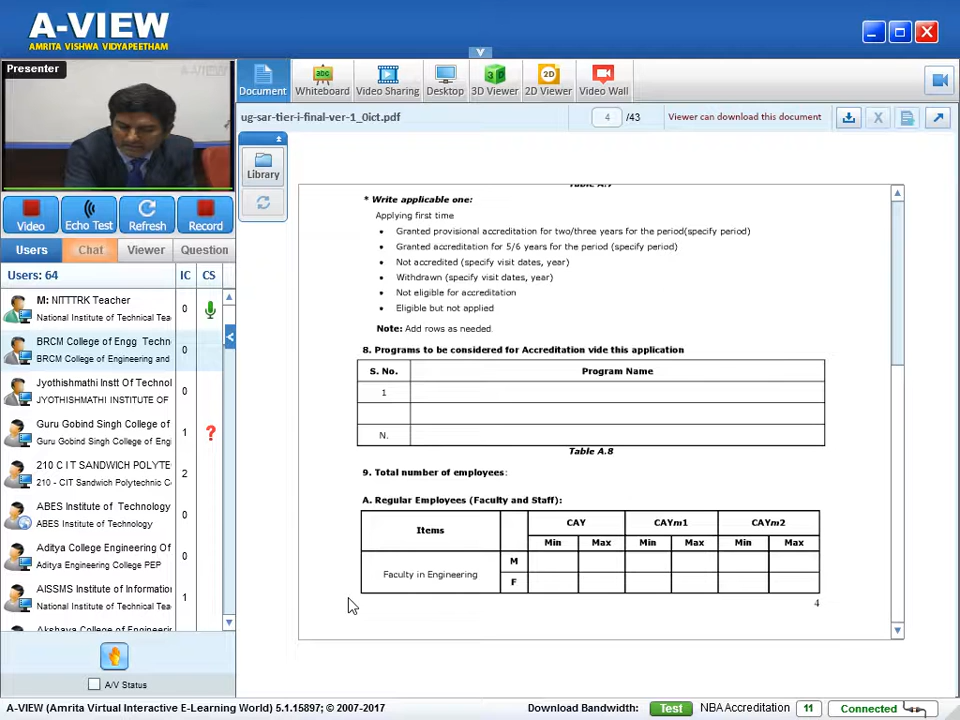 A-VIEW
AMRITA VISHWA VIDYAPEETHAM
Presenter
A-VIEW
Document
Whiteboard
abc
Video Sharing
Desktop
3D Viewer
3D
2D Viewer
2D
Video Wall
ug-sar-tier-i-final-ver-1_0ict.pdf
4 /43
Viewer can download this document
Library
Video
Echo Test
Refresh
Record
Users
Chat
Viewer
Question
Users: 64
IC
CS
M: NITTTRK Teacher
National Institute of Technical Tea
0
BRCM College of Engg Techn
BRCM College of Engineering and
0
Jyothishmathi Instt Of Technol
JYOTHISHMATHI INSTITUTE OF
0
Guru Gobind Singh College of
Guru Gobind Singh College of Engi
1
?
210 C I T SANDWICH POLYTE
210 - CIT Sandwich Polytechnic C
2
ABES Institute of Technology
ABES Institute of Technology
0
Aditya College Engineering Of
Aditya Engineering College PEP
0
AISSMS Institute of Informatio
National Institute of Technical Tea
1
Akshaya College of Engineeri
A/V Status
Table A.7
* Write applicable one:
Applying first time
• Granted provisional accreditation for two/three years for the period(specify period)
• Granted accreditation for 5/6 years for the period (specify period)
• Not accredited (specify visit dates, year)
• Withdrawn (specify visit dates, year)
• Not eligible for accreditation
• Eligible but not applied
Note: Add rows as needed.
8. Programs to be considered for Accreditation vide this application
S. No. Program Name
1
N.
Table A.8
9. Total number of employees:
A. Regular Employees (Faculty and Staff):
Items CAY CAYm1 CAYm2
Min Max Min Max Min Max
Faculty in Engineering M
F
4
A-VIEW (Amrita Virtual Interactive E-Learning World) 5.1.15897; © 2007-2017
Download Bandwidth: Test NBAAccreditation 11 Connected